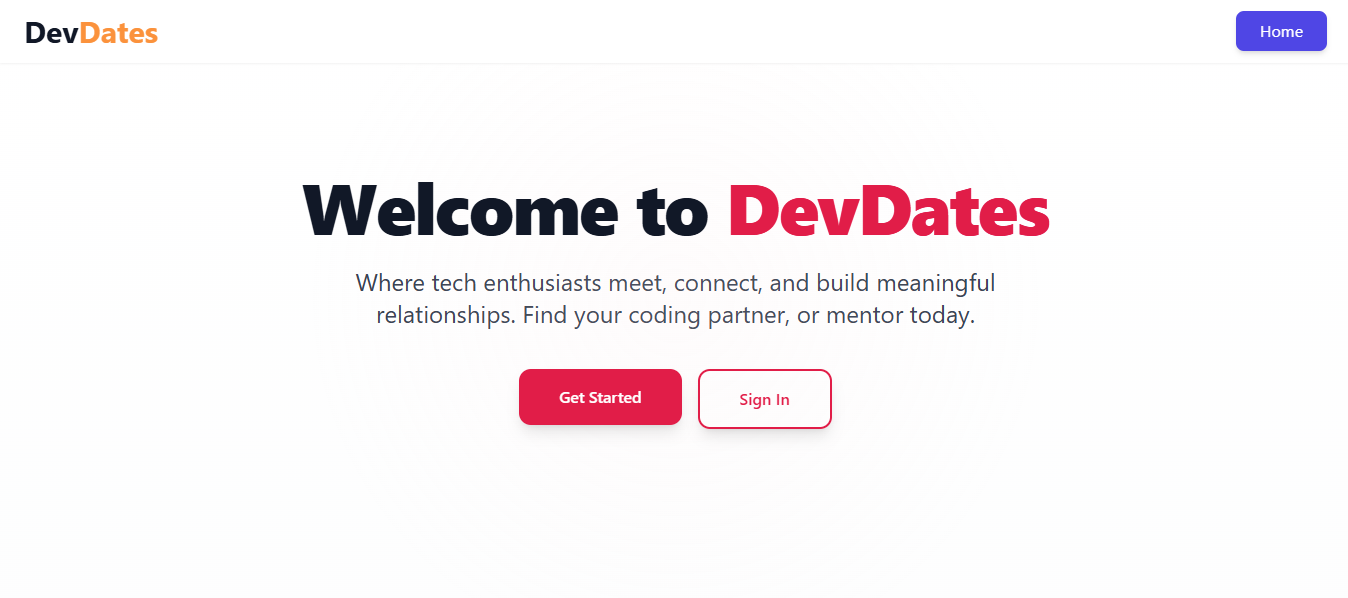 DevDates
Home
Welcome to DevDates
Where tech enthusiasts meet, connect, and build meaningful
relationships. Find your coding partner, or mentor today.
Get Started
Sign In